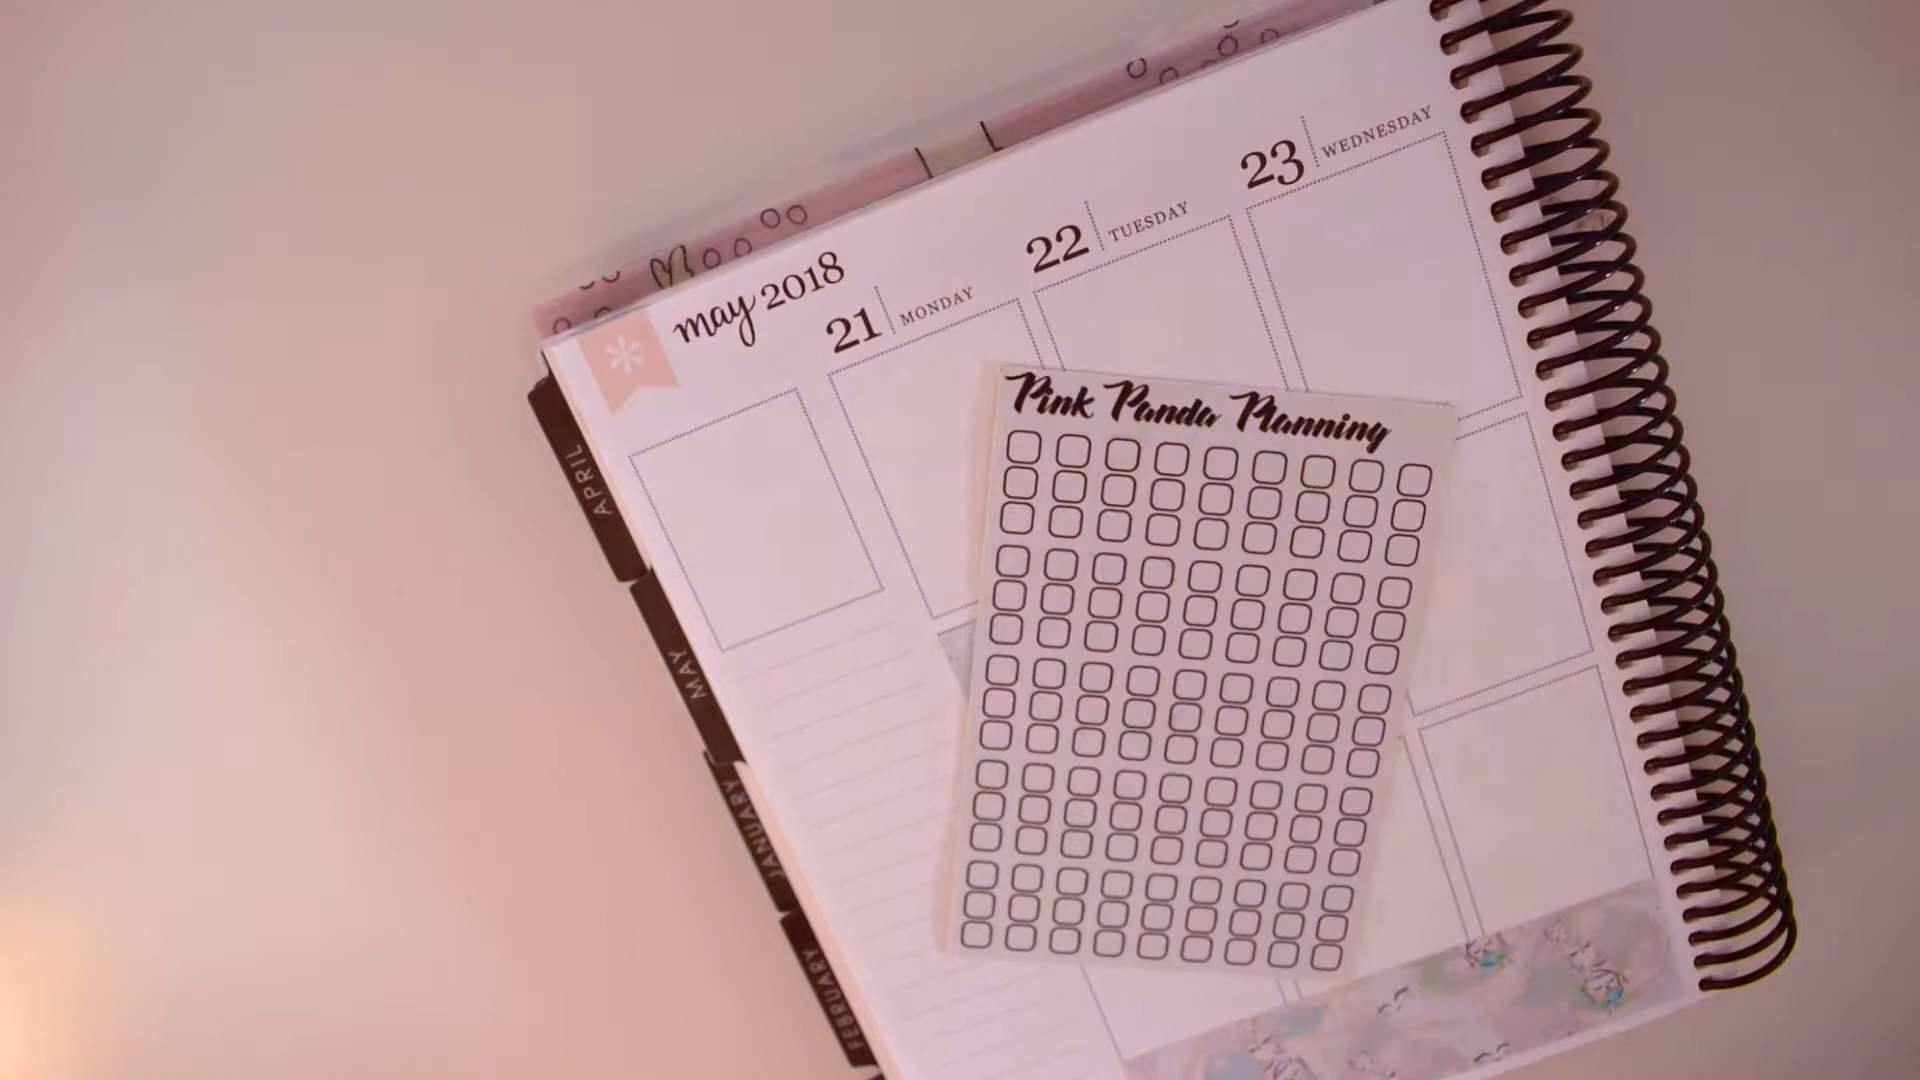 may 2018
21 MONDAY
22 TUESDAY
23 WEDNESDAY
Pink Panda Planning
APRIL
MAY
JANUARY
FEBRUARY